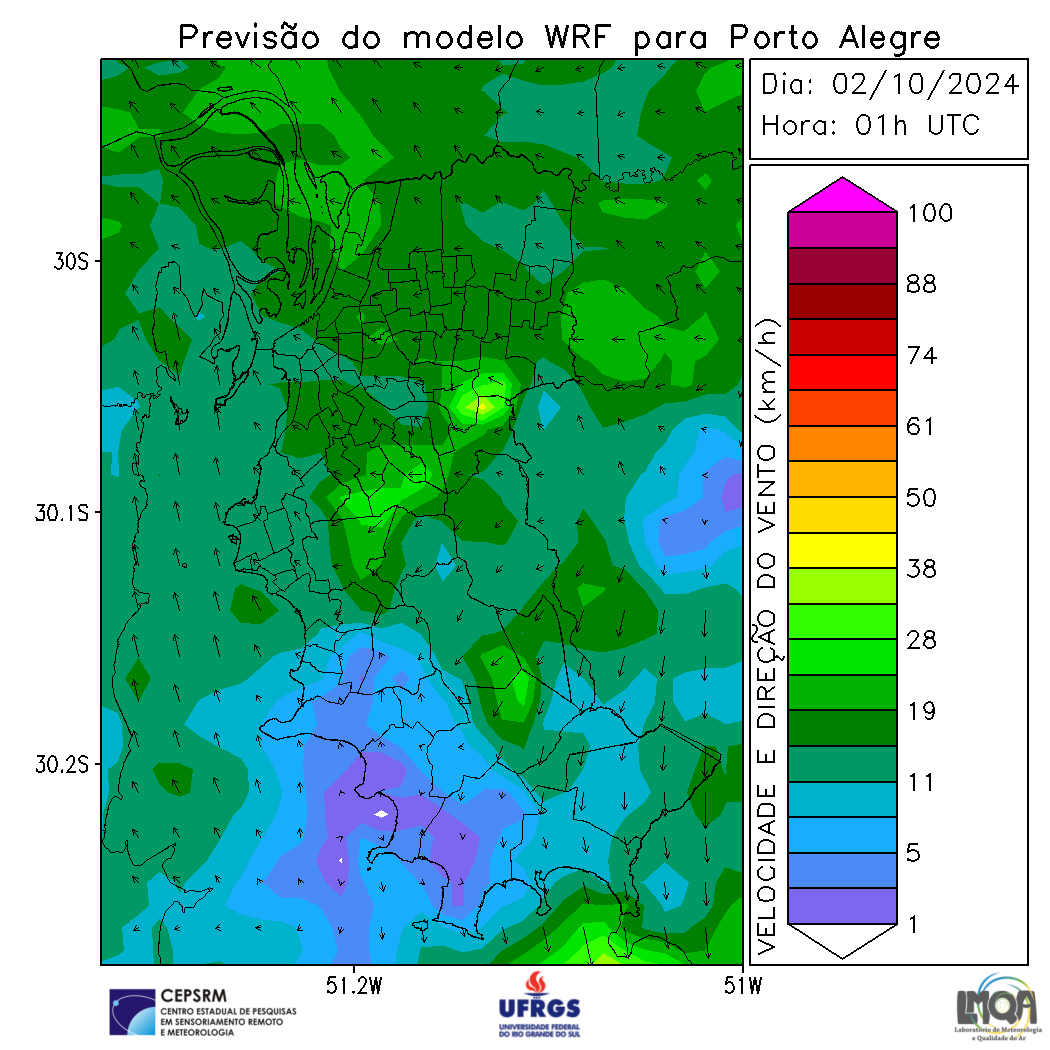 Previsão do modelo WRF para Porto Alegre
Dia: 02/10/2024
Hora: 01h UTC
30S
30.1S
30.2S
51.2W
51W
VELOCIDADE E DIREÇÃO DO VENTO (km/h)
100
88
74
61
50
38
28
19
11
5
1
CEPSRM
CENTRO ESTADUAL DE PESQUISAS
EM SENSORIAMENTO REMOTO
E METEOROLOGIA
UFRGS
UNIVERSIDADE FEDERAL
DO RIO GRANDE DO SUL
LMQA
Laboratório de Meteorologia
e Qualidade do Ar